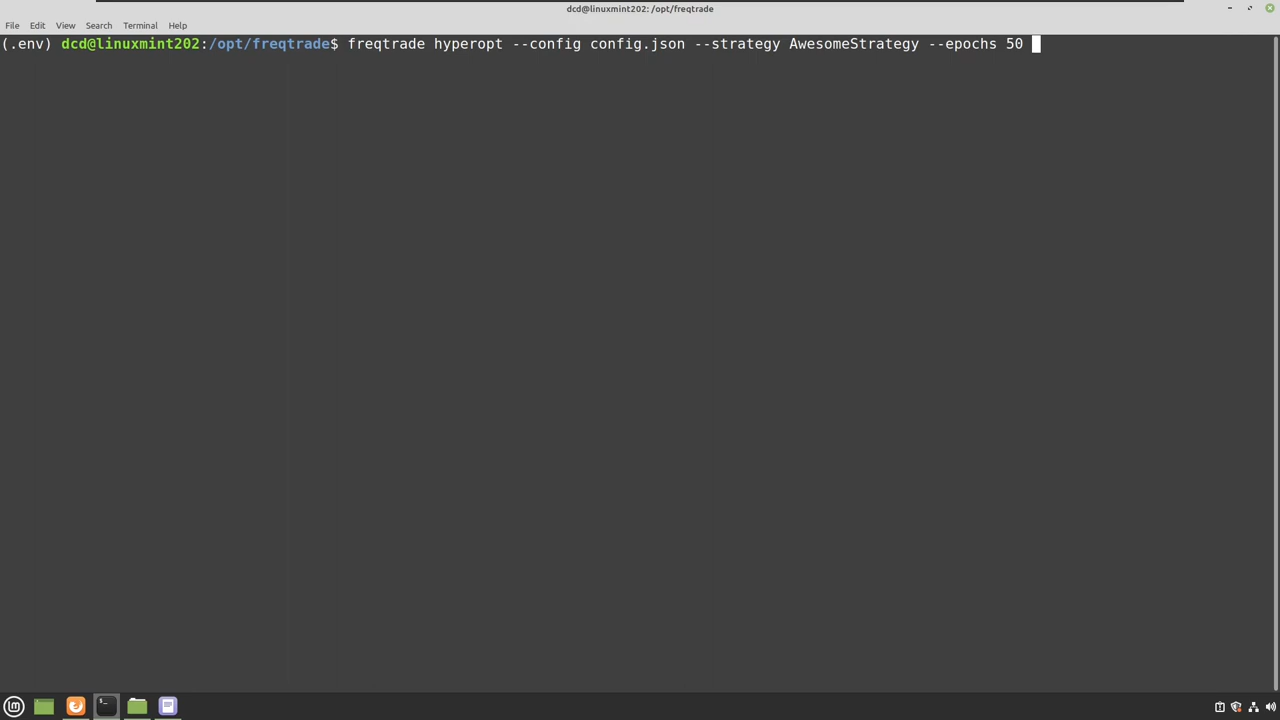 dcd@linuxmint202: /opt/freqtrade
File Edit View Search Terminal Help
(.env) dcd@linuxmint202:/opt/freqtrade$ freqtrade hyperopt --config config.json --strategy AwesomeStrategy --epochs 50